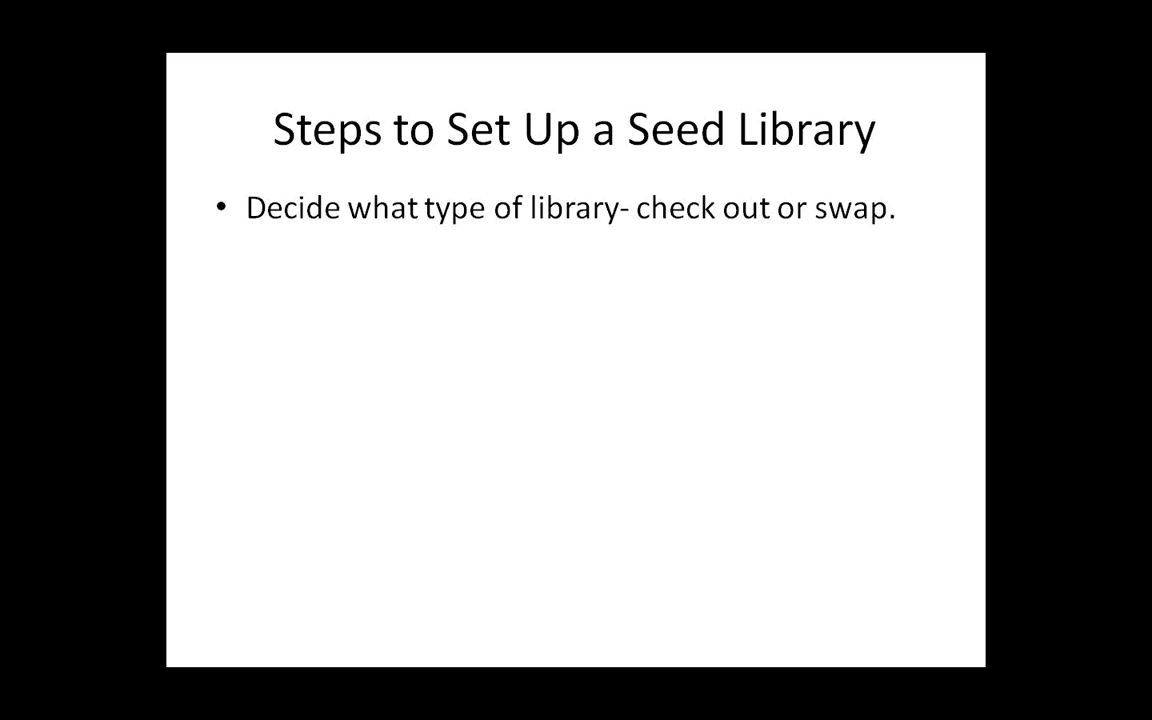 Steps to Set Up a Seed Library
• Decide what type of library- check out or swap.